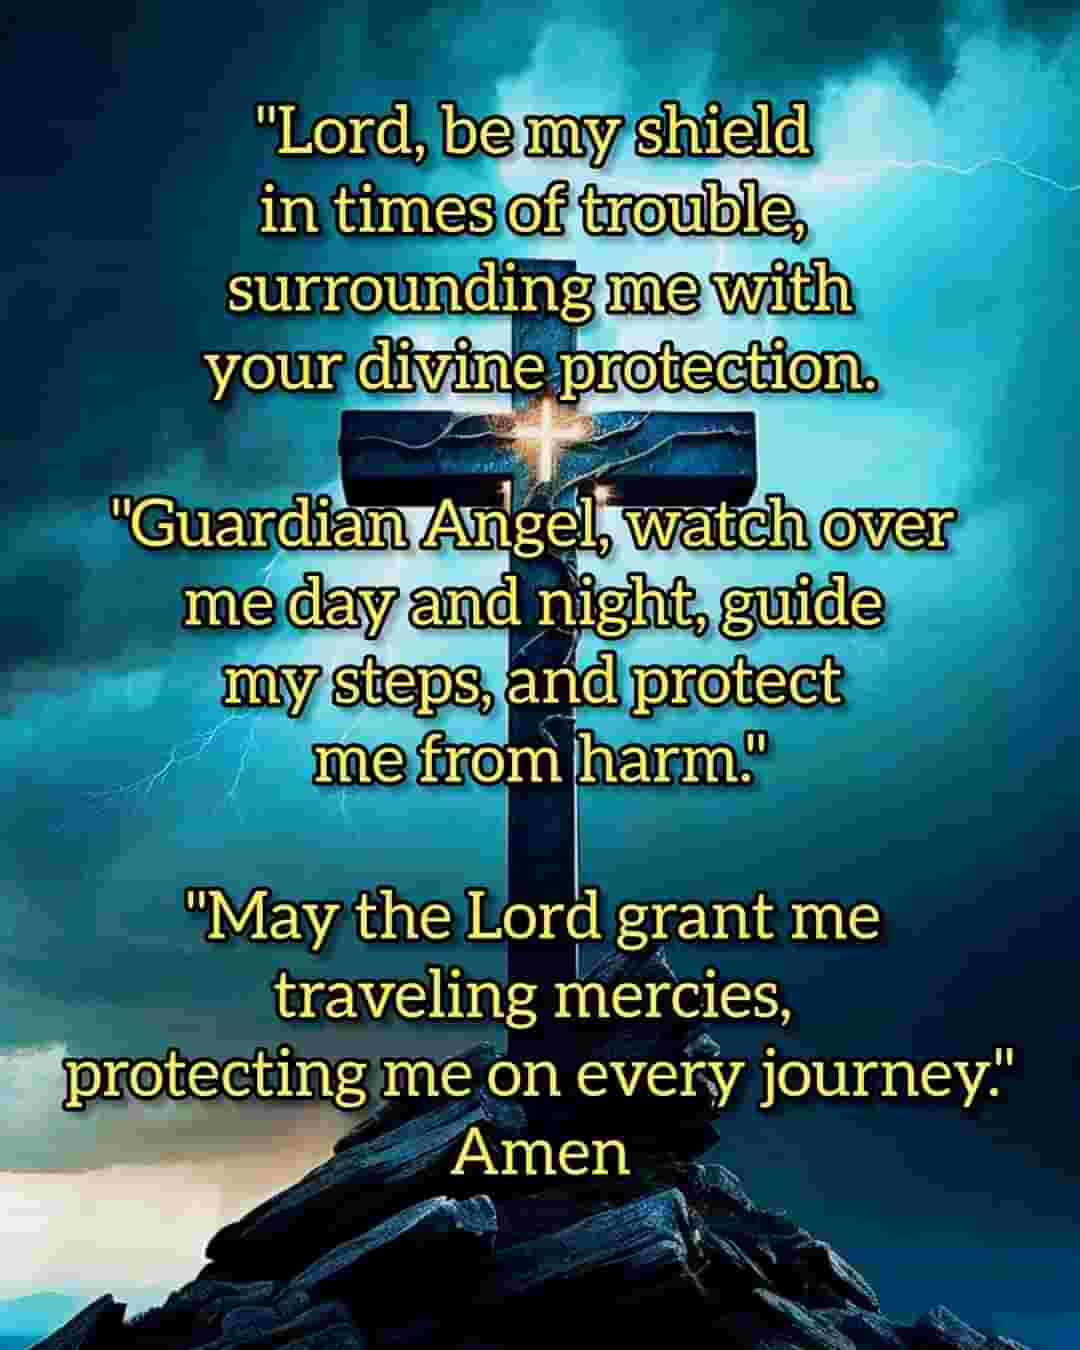 "Lord, be my shield
in times of trouble,
surrounding me with
your divine protection.
"Guardian Angel, watch over
me day and night, guide
my steps, and protect
me from harm."
"May the Lord grant me
traveling mercies,
protecting me on every journey."
Amen